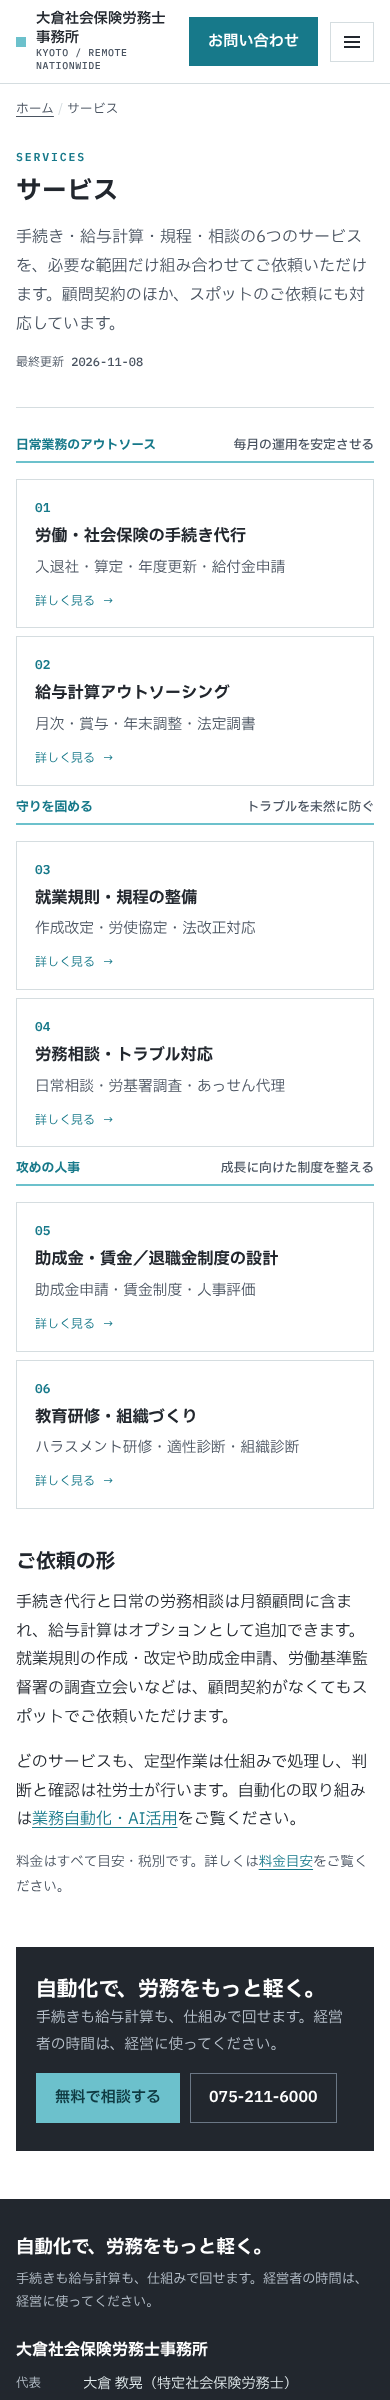 大倉社会保険労務士
事務所
KYOTO / REMOTE
NATIONWIDE
お問い合わせ
ホーム / サービス
SERVICES
サービス
手続き・給与計算・規程・相談の6つのサービス
を、必要な範囲だけ組み合わせてご依頼いただけ
ます。顧問契約のほか、スポットのご依頼にも対
応しています。
最終更新 2026-11-08
日常業務のアウトソース 毎月の運用を安定させる
01
労働・社会保険の手続き代行
入退社・算定・年度更新・給付金申請
詳しく見る →
02
給与計算アウトソーシング
月次・賞与・年末調整・法定調書
詳しく見る →
守りを固める トラブルを未然に防ぐ
03
就業規則・規程の整備
作成改定・労使協定・法改正対応
詳しく見る →
04
労務相談・トラブル対応
日常相談・労基署調査・あっせん代理
詳しく見る →
攻めの人事 成長に向けた制度を整える
05
助成金・賃金／退職金制度の設計
助成金申請・賃金制度・人事評価
詳しく見る →
06
教育研修・組織づくり
ハラスメント研修・適性診断・組織診断
詳しく見る →
ご依頼の形
手続き代行と日常の労務相談は月額顧問に含ま
れ、給与計算はオプションとして追加できます。
就業規則の作成・改定や助成金申請、労働基準監
督署の調査立会いなどは、顧問契約がなくてもス
ポットでご依頼いただけます。
どのサービスも、定型作業は仕組みで処理し、判
断と確認は社労士が行います。自動化の取り組み
は業務自動化・AI活用をご覧ください。
料金はすべて目安・税別です。詳しくは料金目安をご覧く
ださい。
自動化で、労務をもっと軽く。
手続きも給与計算も、仕組みで回せます。経営
者の時間は、経営に使ってください。
無料で相談する 075-211-6000
自動化で、労務をもっと軽く。
手続きも給与計算も、仕組みで回せます。経営者の時間は、
経営に使ってください。
大倉社会保険労務士事務所
代表 大倉 教晃（特定社会保険労務士）